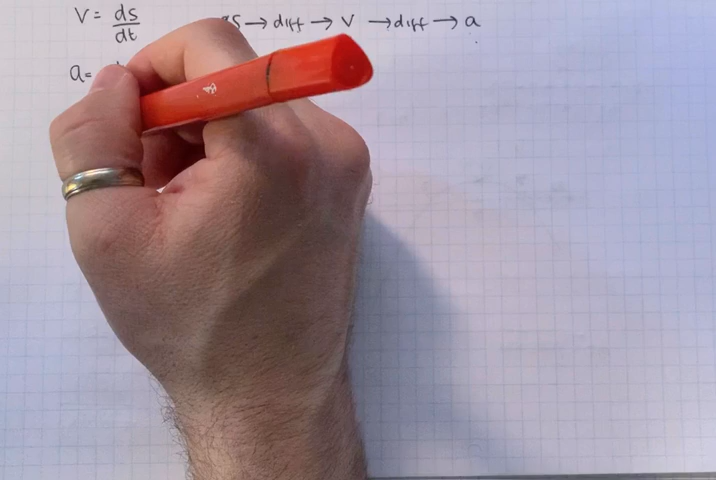 V = ds/dt s → diff → V → diff → a
a =